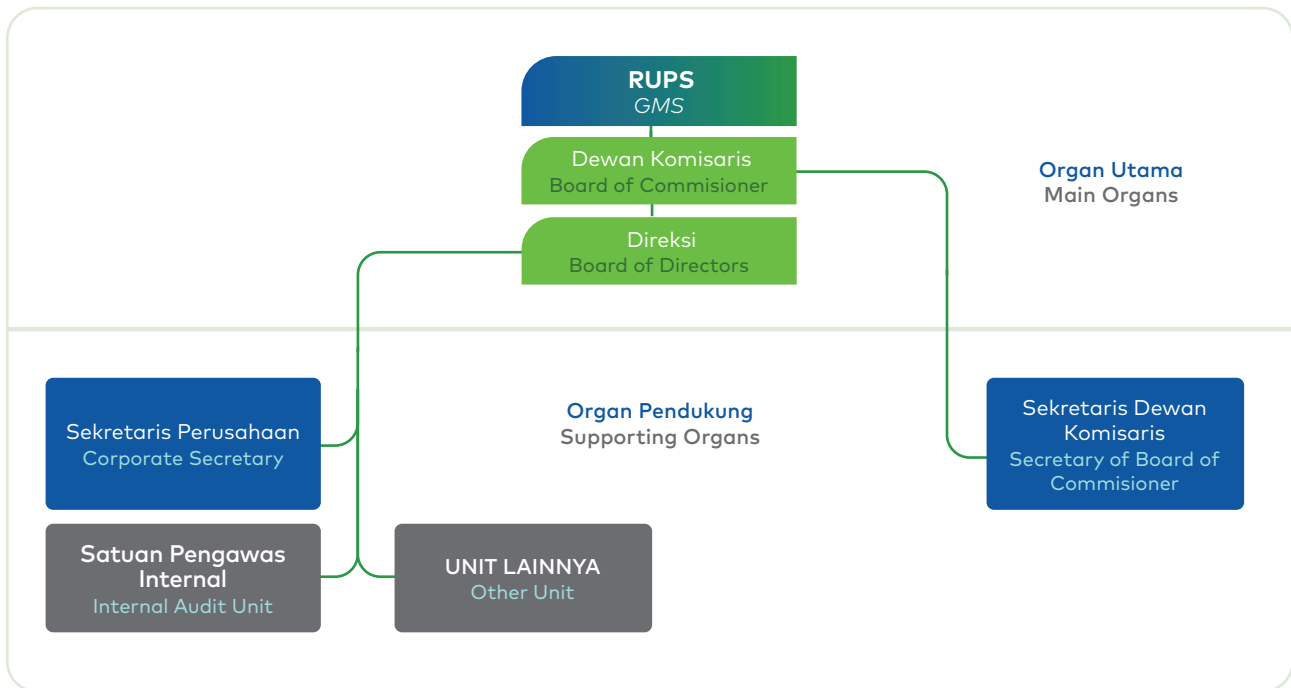 RUPS
GMS
Dewan Komisaris
Board of Commisioner
Organ Utama
Main Organs
Direksi
Board of Directors
Sekretaris Perusahaan
Corporate Secretary
Organ Pendukung
Supporting Organs
Sekretaris Dewan
Komisaris
Secretary of Board of
Commisioner
Satuan Pengawas
Internal
Internal Audit Unit
UNIT LAINNYA
Other Unit